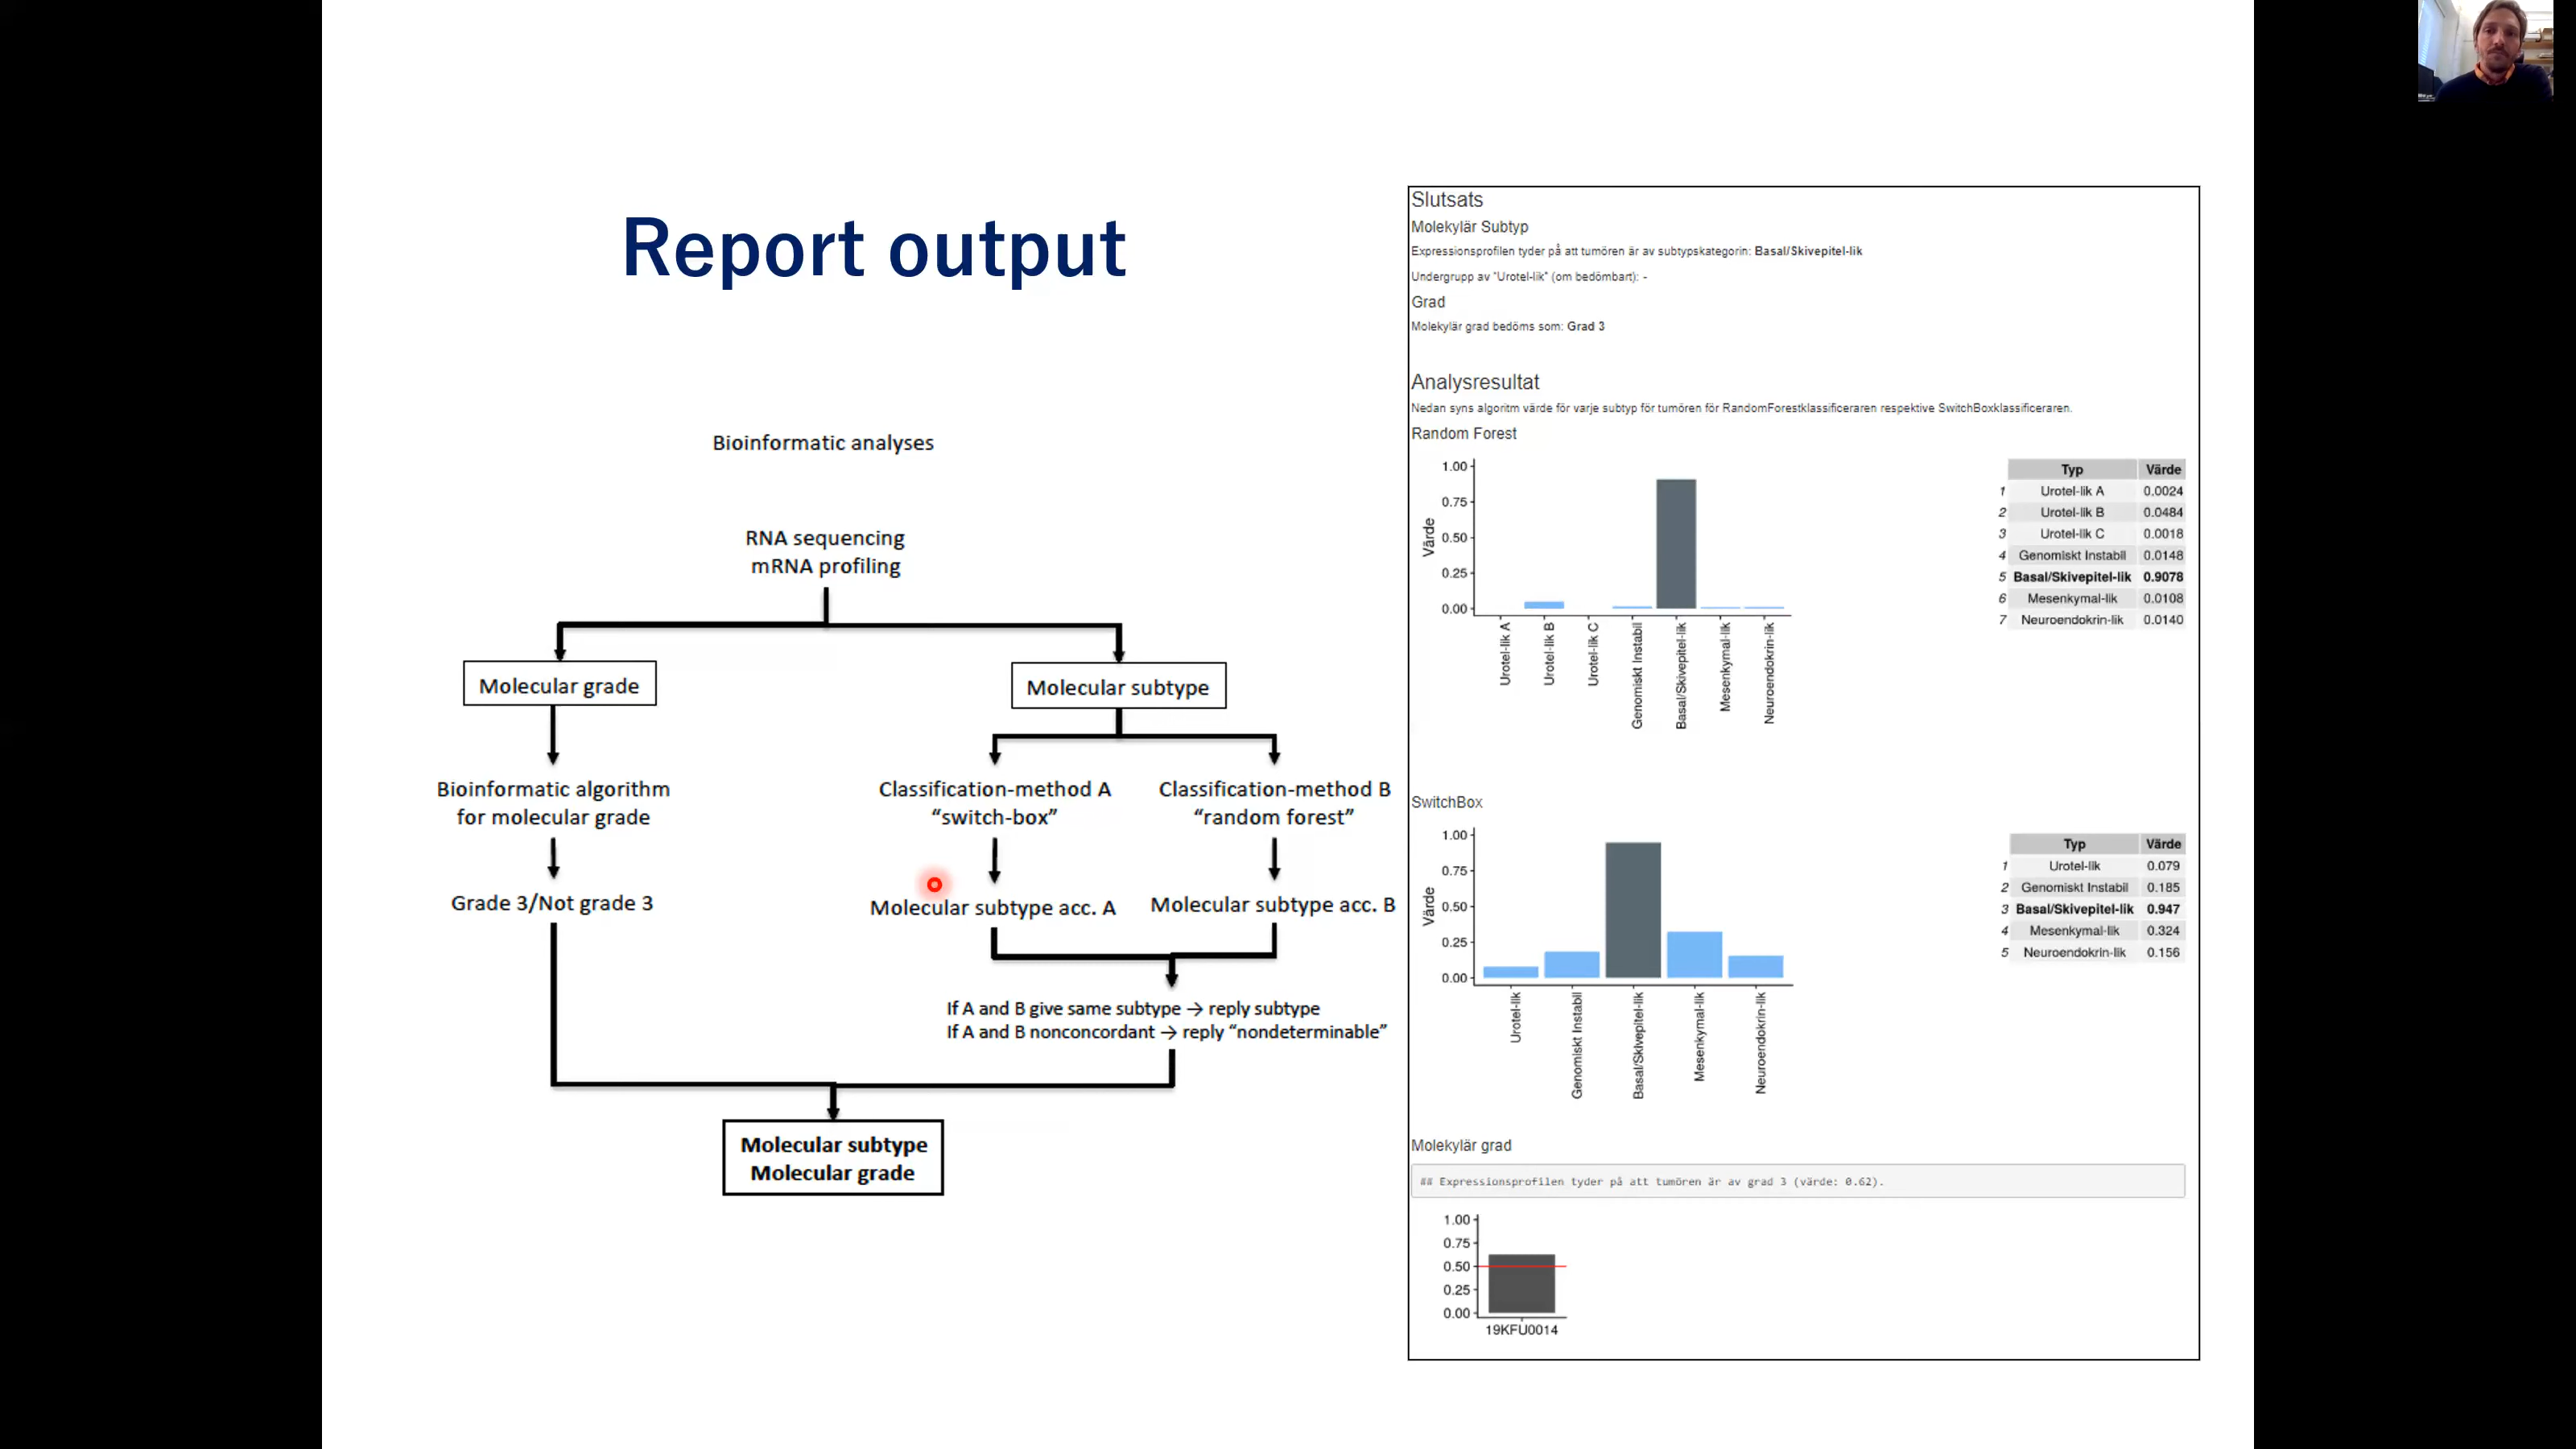 Report output
Bioinformatic analyses
RNA sequencing
mRNA profiling
Molecular grade
Molecular subtype
Bioinformatic algorithm
for molecular grade
Classification-method A
“switch-box”
Classification-method B
“random forest”
Grade 3/Not grade 3
Molecular subtype acc. A
Molecular subtype acc. B
If A and B give same subtype → reply subtype
If A and B nonconcordant → reply “nondeterminable”
Molecular subtype
Molecular grade
Slutsats
Molekylär Subtyp
Expressionsprofilen tyder på att tumören är av subtypskategorin: Basal/Skivepitel-lik
Undergrupp av "Urotel-lik" (om bedömbart): -
Grad
Molekylär grad bedöms som: Grad 3
Analysresultat
Nedan syns algoritm värde för varje subtyp för tumören för RandomForestklassificeraren respektive SwitchBoxklassificeraren.
Random Forest
1.00
0.75
0.50
0.25
0.00
Värde
Urotel-lik A
Urotel-lik B
Urotel-lik C
Genomiskt Instabil
Basal/Skivepitel-lik
Mesenkymal-lik
Neuroendokrin-lik
Typ Värde
1 Urotel-lik A 0.0024
2 Urotel-lik B 0.0484
3 Urotel-lik C 0.0018
4 Genomiskt Instabil 0.0148
5 Basal/Skivepitel-lik 0.9078
6 Mesenkymal-lik 0.0108
7 Neuroendokrin-lik 0.0140
SwitchBox
1.00
0.75
0.50
0.25
0.00
Värde
Urotel-lik
Genomiskt Instabil
Basal/Skivepitel-lik
Mesenkymal-lik
Neuroendokrin-lik
Typ Värde
1 Urotel-lik 0.079
2 Genomiskt Instabil 0.185
3 Basal/Skivepitel-lik 0.947
4 Mesenkymal-lik 0.324
5 Neuroendokrin-lik 0.156
Molekylär grad
## Expressionsprofilen tyder på att tumören är av grad 3 (värde: 0.62).
1.00
0.75
0.50
0.25
0.00
19KFU0014